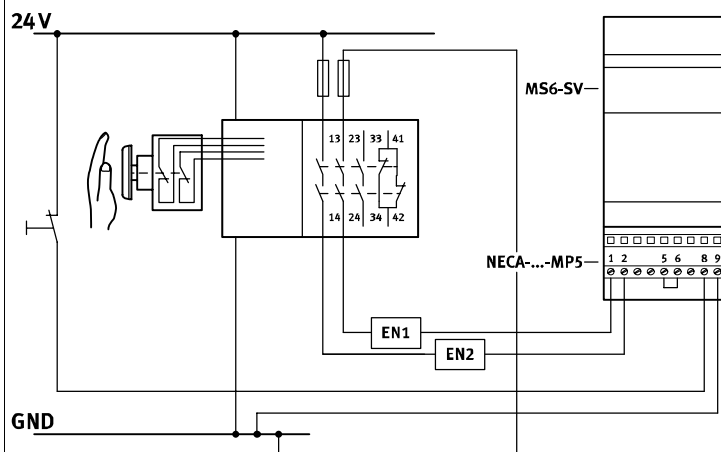 24V
MS6-SV
13 23 33 41
14 24 34 42
NECA-...-MP5
1 2 5 6 8 9
EN1
EN2
GND